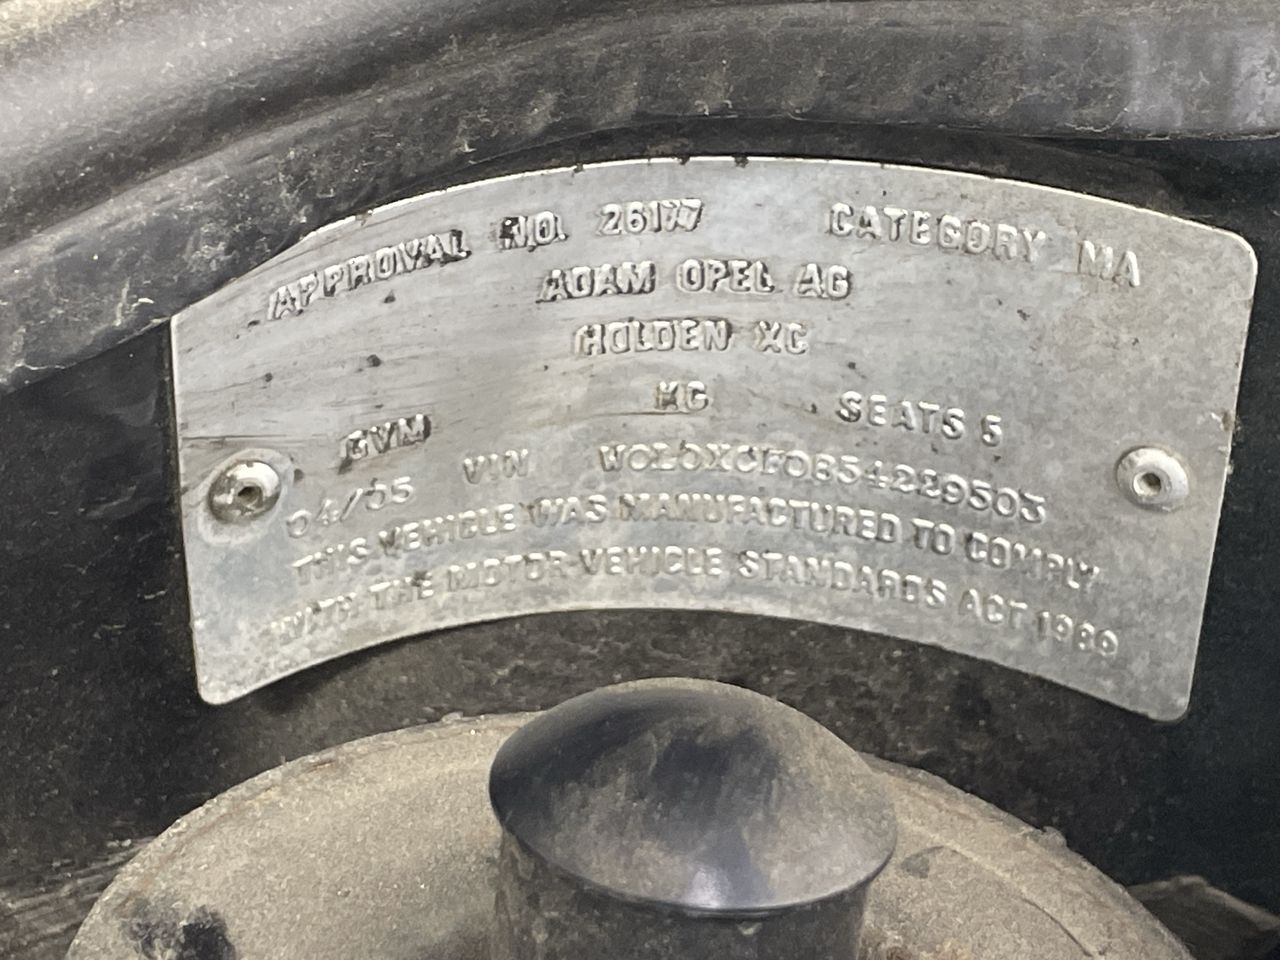 APPROVAL NO. 26177 CATEGORY MA
ADAM OPEL AG
HOLDEN XC
GVM KG SEATS 5
04/05 VIN W0L0XCF0854229503
THIS VEHICLE WAS MANUFACTURED TO COMPLY
WITH THE MOTOR VEHICLE STANDARDS ACT 1989